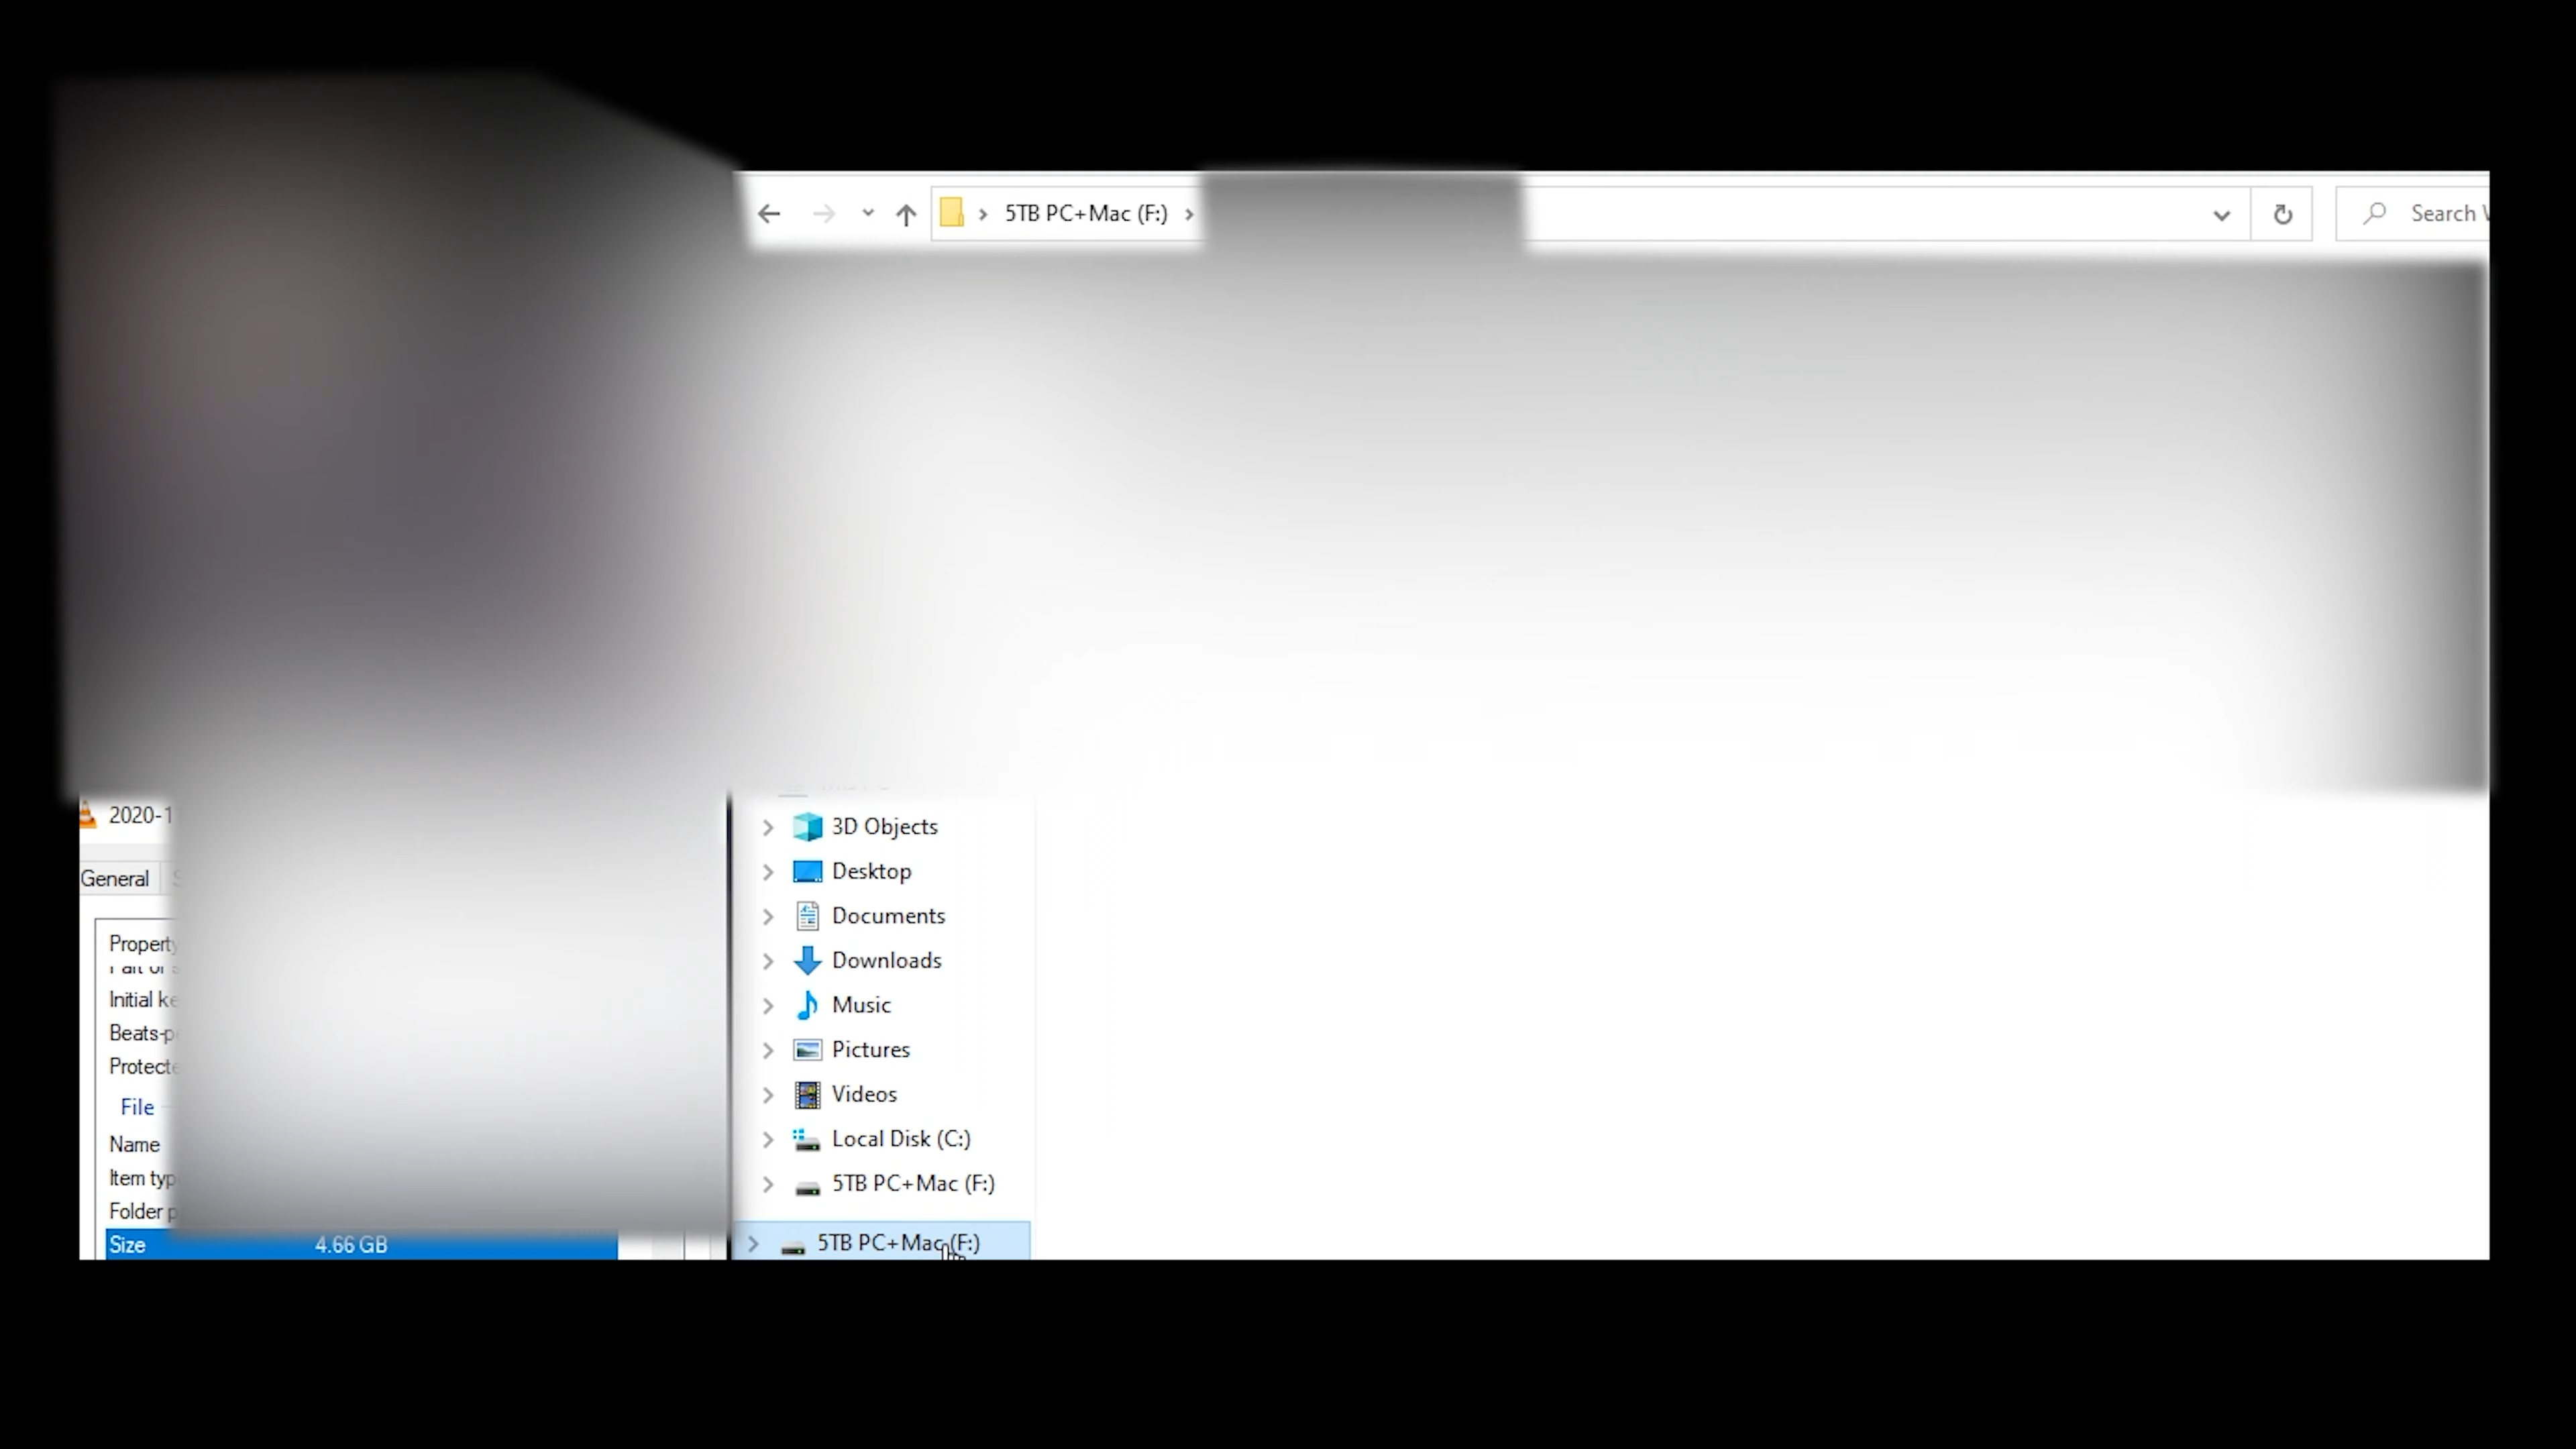 5TB PC+Mac (F:)
Search
2020-1
General
Property
Initial ke
Beats-p
Protecte
File
Name
Item typ
Folder p
Size 4.66 GB
3D Objects
Desktop
Documents
Downloads
Music
Pictures
Videos
Local Disk (C:)
5TB PC+Mac (F:)
5TB PC+Mac (F:)